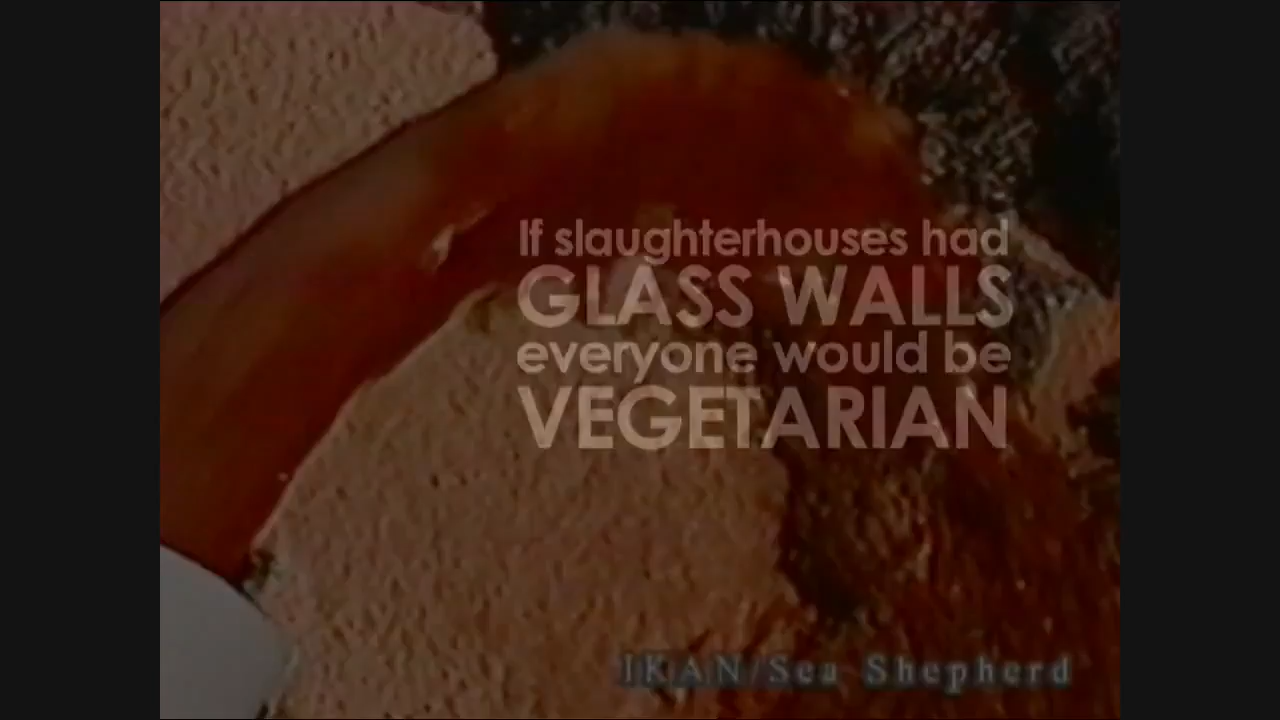 If slaughterhouses had
GLASS WALLS
everyone would be
VEGETARIAN
IKAN/Sea Shepherd